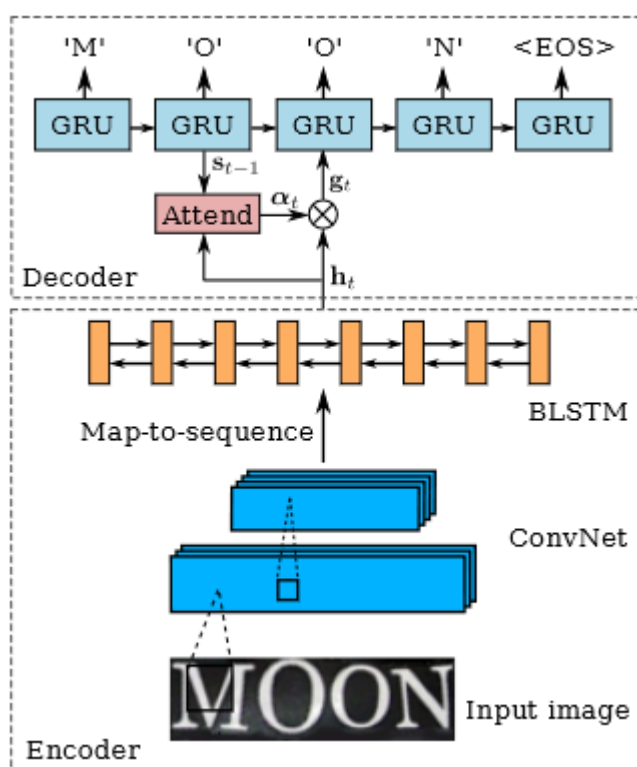 'M' 'O' 'O' 'N' <EOS>
GRU GRU GRU GRU GRU
s_{t−1} g_t
Attend α_t
h_t
Decoder
BLSTM
Map-to-sequence
ConvNet
MOON
Input image
Encoder